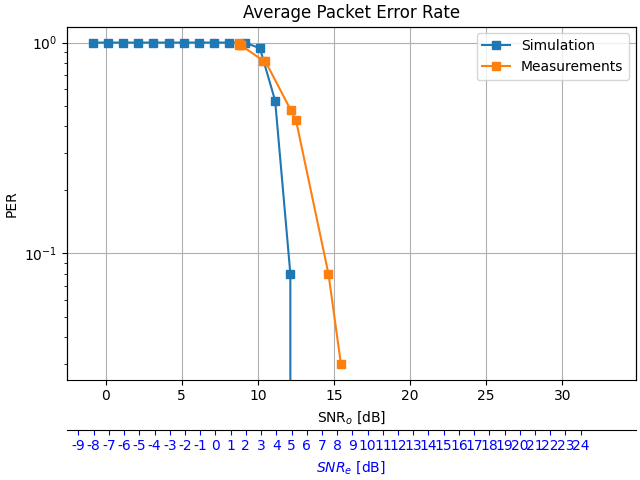 Average Packet Error Rate
Simulation
Measurements
10⁰
10⁻¹
PER
0 5 10 15 20 25 30
SNRₒ [dB]
-9 -8 -7 -6 -5 -4 -3 -2 -1 0 1 2 3 4 5 6 7 8 9 10 11 12 13 14 15 16 17 18 19 20 21 22 23 24
SNRₑ [dB]